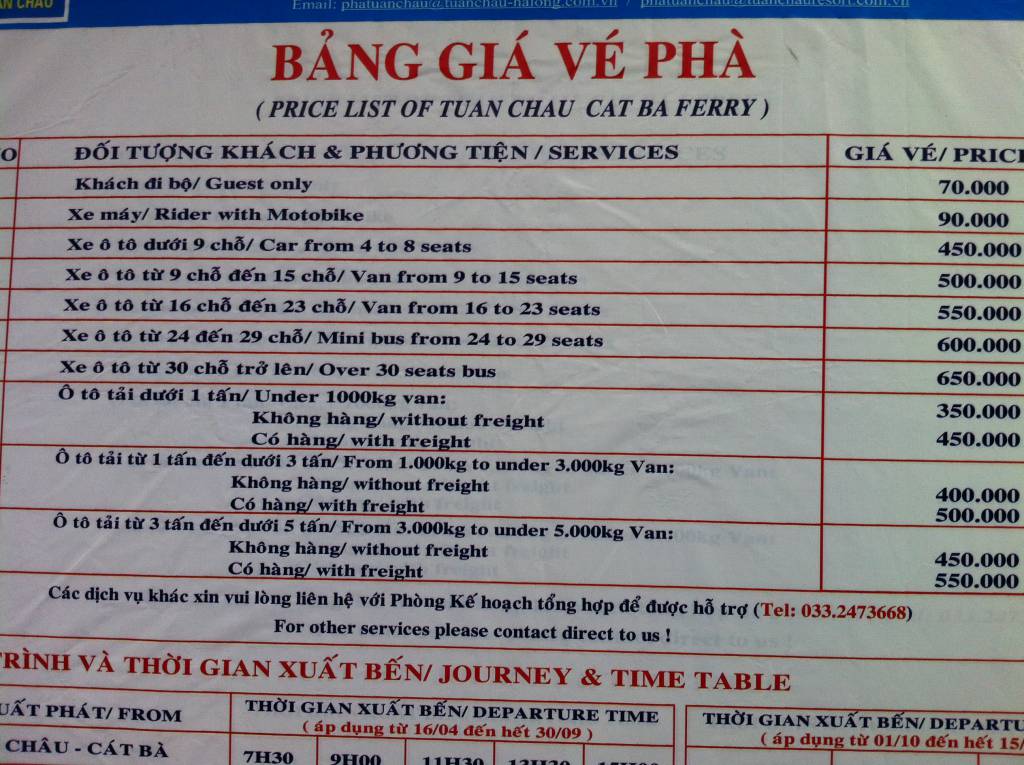 ẦN CHÂU
Email: phatuanchau@tuanchau-halong.com.vn / phatuanchau@tuanchauresort.com.vn
BẢNG GIÁ VÉ PHÀ
( PRICE LIST OF TUAN CHAU CAT BA FERRY )
O ĐỐI TƯỢNG KHÁCH & PHƯƠNG TIỆN / SERVICES GIÁ VÉ/ PRICE
Khách đi bộ/ Guest only 70.000
Xe máy/ Rider with Motobike 90.000
Xe ô tô dưới 9 chỗ/ Car from 4 to 8 seats 450.000
Xe ô tô từ 9 chỗ đến 15 chỗ/ Van from 9 to 15 seats 500.000
Xe ô tô từ 16 chỗ đến 23 chỗ/ Van from 16 to 23 seats 550.000
Xe ô tô từ 24 đến 29 chỗ/ Mini bus from 24 to 29 seats 600.000
Xe ô tô từ 30 chỗ trở lên/ Over 30 seats bus 650.000
Ô tô tải dưới 1 tấn/ Under 1000kg van:
Không hàng/ without freight 350.000
Có hàng/ with freight 450.000
Ô tô tải từ 1 tấn đến dưới 3 tấn/ From 1.000kg to under 3.000kg Van:
Không hàng/ without freight 400.000
Có hàng/ with freight 500.000
Ô tô tải từ 3 tấn đến dưới 5 tấn/ From 3.000kg to under 5.000kg Van:
Không hàng/ without freight 450.000
Có hàng/ with freight 550.000
Các dịch vụ khác xin vui lòng liên hệ với Phòng Kế hoạch tổng hợp để được hỗ trợ (Tel: 033.2473668)
For other services please contact direct to us !
TRÌNH VÀ THỜI GIAN XUẤT BẾN/ JOURNEY & TIME TABLE
UẤT PHÁT/ FROM THỜI GIAN XUẤT BẾN/ DEPARTURE TIME THỜI GIAN XUẤT BẾN/ DEPARTU
( áp dụng từ 16/04 đến hết 30/09 ) ( áp dụng từ 01/10 đến hết 15/
CHÂU - CÁT BÀ 7H30 9H00 11H30